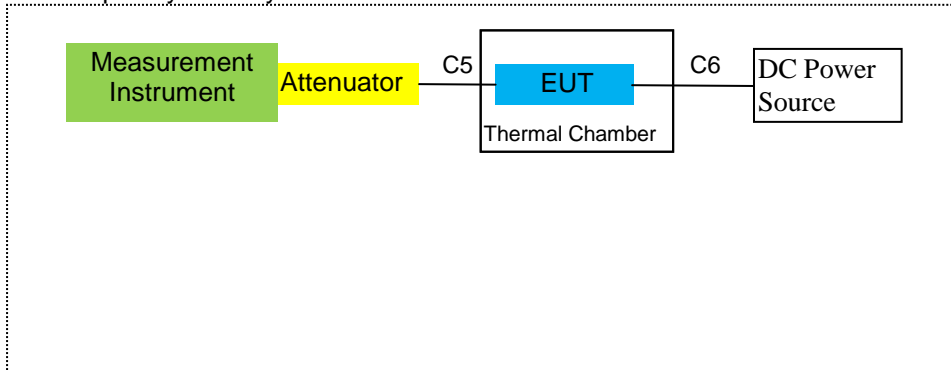 Measurement
Instrument
Attenuator
C5
EUT
Thermal Chamber
C6
DC Power
Source